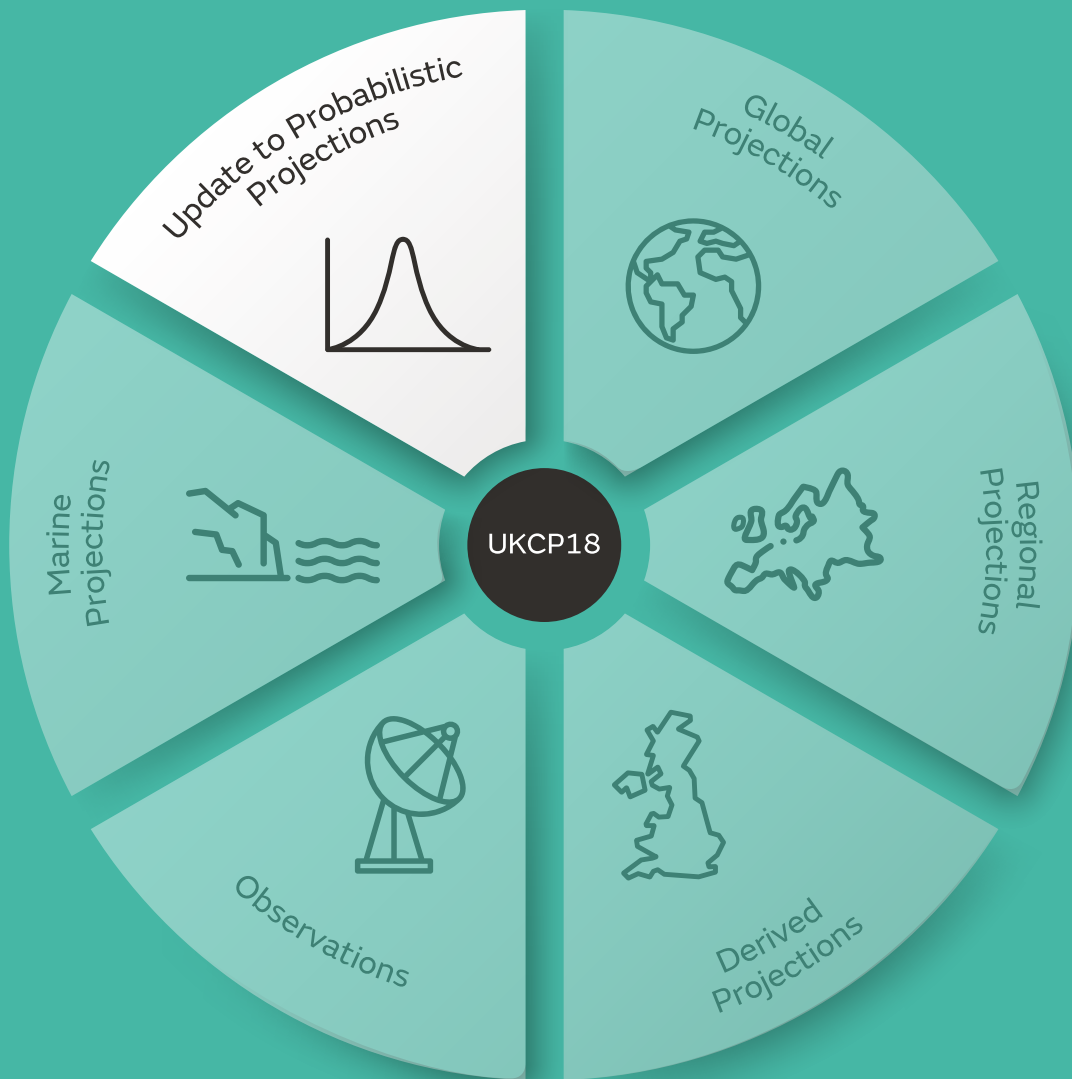 Update to Probabilistic
Projections
Global
Projections
Regional
Projections
Derived
Projections
Observations
Marine
Projections
UKCP18